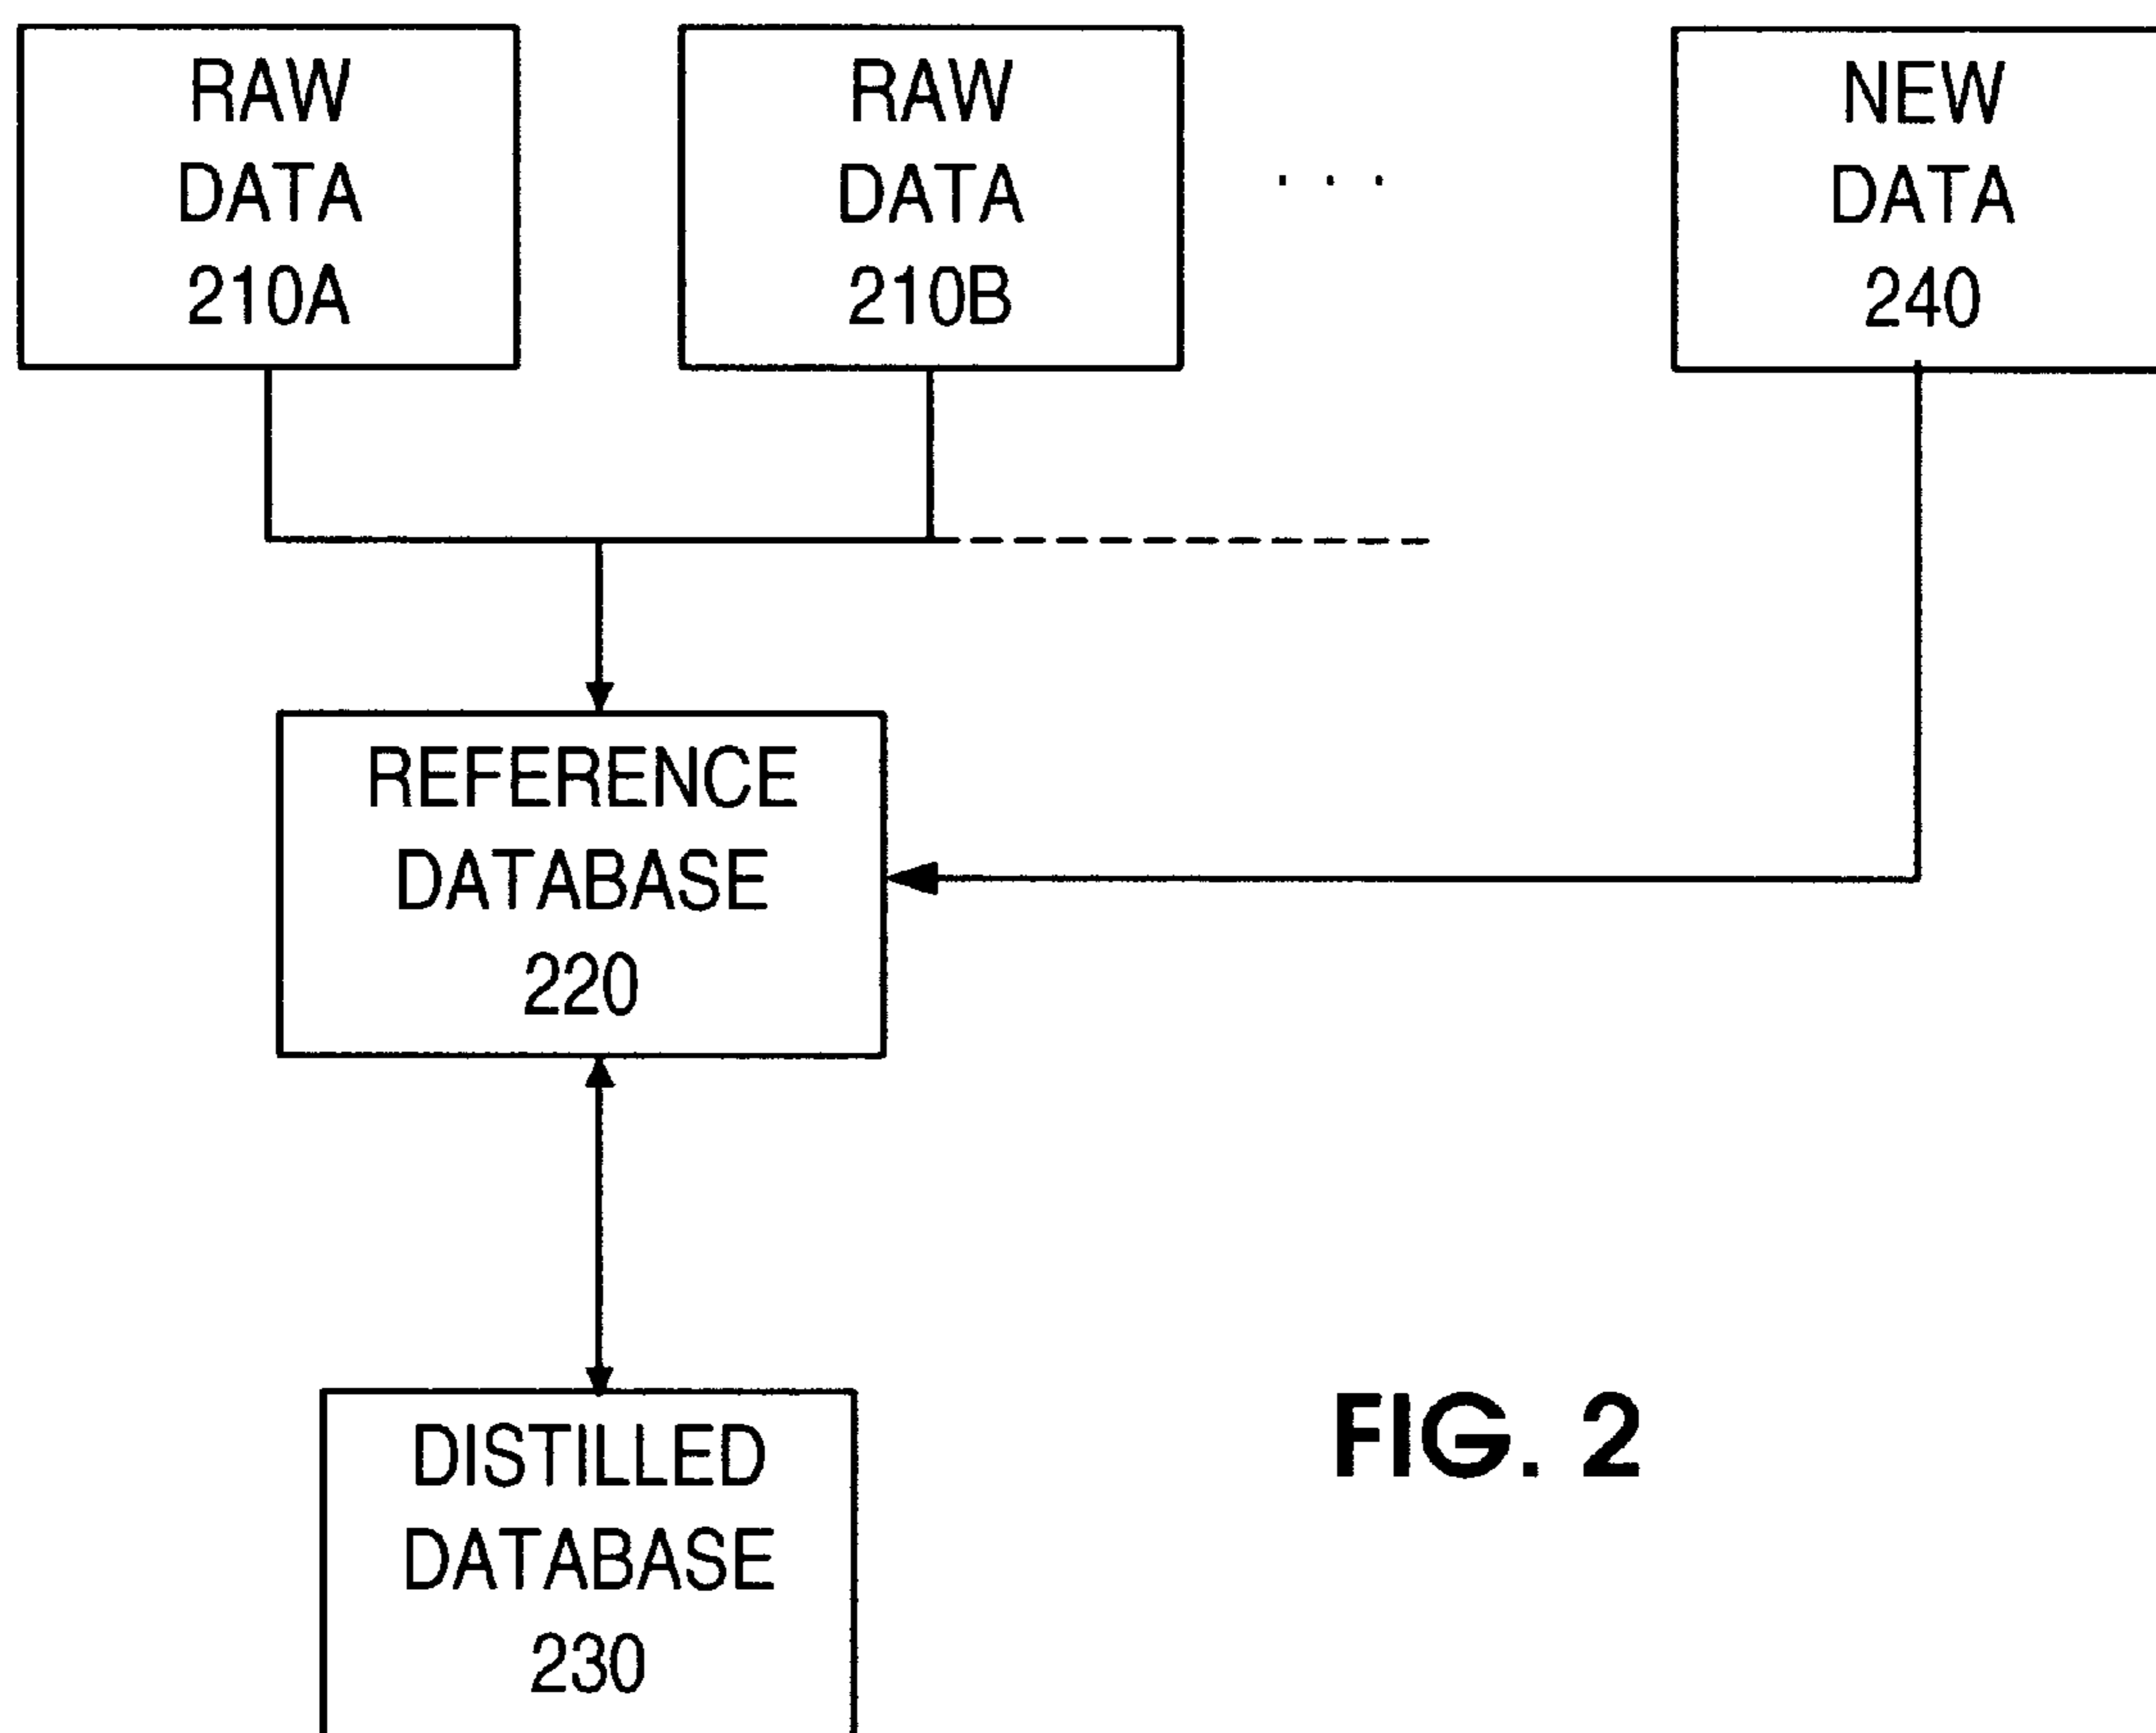 RAW
DATA
210A
RAW
DATA
210B
. . .
NEW
DATA
240
REFERENCE
DATABASE
220
DISTILLED
DATABASE
230
FIG. 2